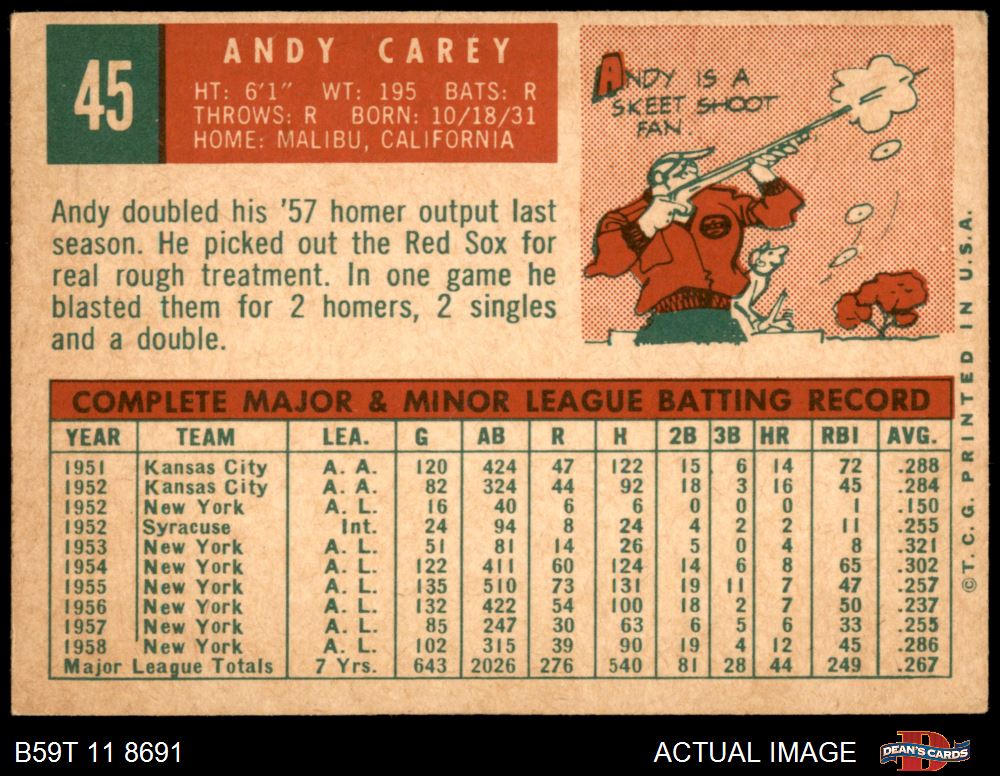 45
ANDY CAREY
HT: 6'1" WT: 195 BATS: R
THROWS: R BORN: 10/18/31
HOME: MALIBU, CALIFORNIA
ANDY IS A
SKEET SHOOT
FAN.
Andy doubled his '57 homer output last
season. He picked out the Red Sox for
real rough treatment. In one game he
blasted them for 2 homers, 2 singles
and a double.
COMPLETE MAJOR & MINOR LEAGUE BATTING RECORD
YEAR TEAM LEA. G AB R H 2B 3B HR RBI AVG.
1951 Kansas City A. A. 120 424 47 122 15 6 14 72 .288
1952 Kansas City A. A. 82 324 44 92 18 3 16 45 .284
1952 New York A. L. 16 40 6 6 0 0 0 1 .150
1952 Syracuse Int. 24 94 8 24 4 2 2 11 .255
1953 New York A. L. 51 81 14 26 5 0 4 8 .321
1954 New York A. L. 122 411 60 124 14 6 8 65 .302
1955 New York A. L. 135 510 73 131 19 11 7 47 .257
1956 New York A. L. 132 422 54 100 18 2 7 50 .237
1957 New York A. L. 85 247 30 63 6 5 6 33 .255
1958 New York A. L. 102 315 39 90 19 4 12 45 .286
Major League Totals 7 Yrs. 643 2026 276 540 81 28 44 249 .267
©T.C.G. PRINTED IN U.S.A.
B59T 11 8691
ACTUAL IMAGE
DEAN'S CARDS